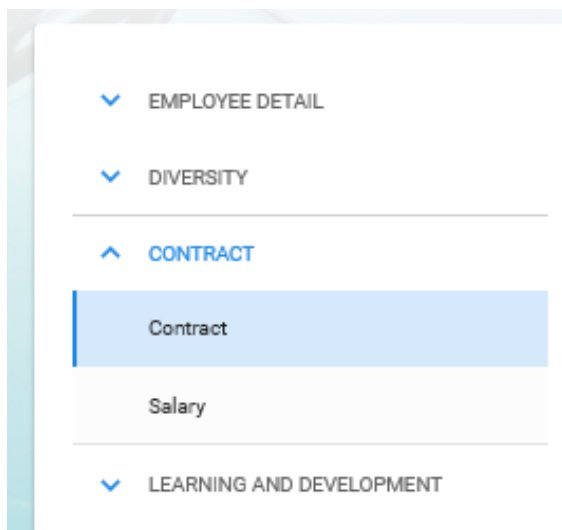 EMPLOYEE DETAIL
DIVERSITY
CONTRACT
Contract
Salary
LEARNING AND DEVELOPMENT